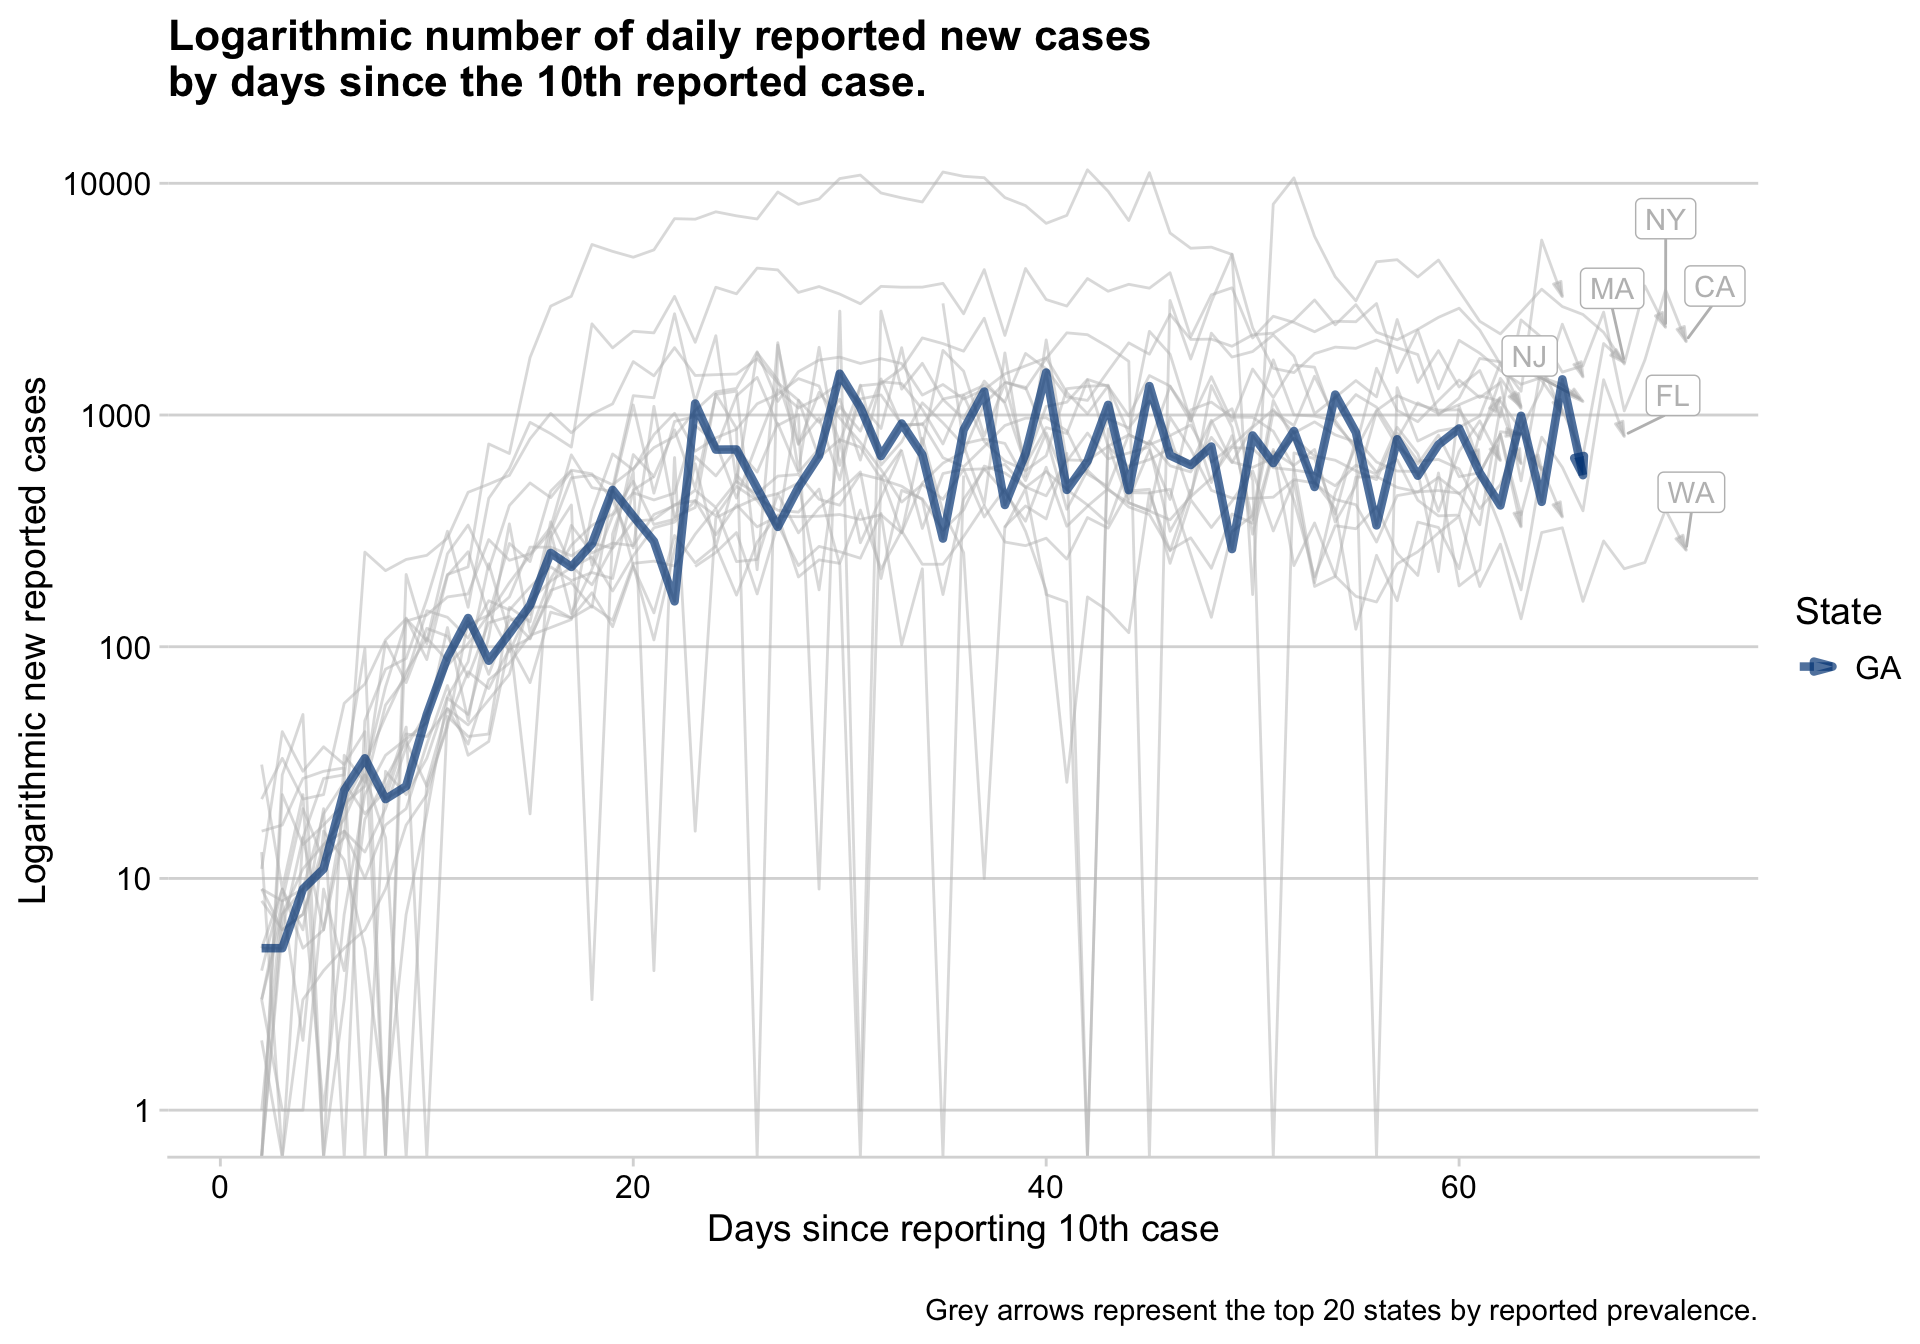 Logarithmic number of daily reported new cases
by days since the 10th reported case.
Logarithmic new reported cases
10000
1000
100
10
1
NY
MA
CA
NJ
FL
WA
State
GA
0
20
40
60
Days since reporting 10th case
Grey arrows represent the top 20 states by reported prevalence.